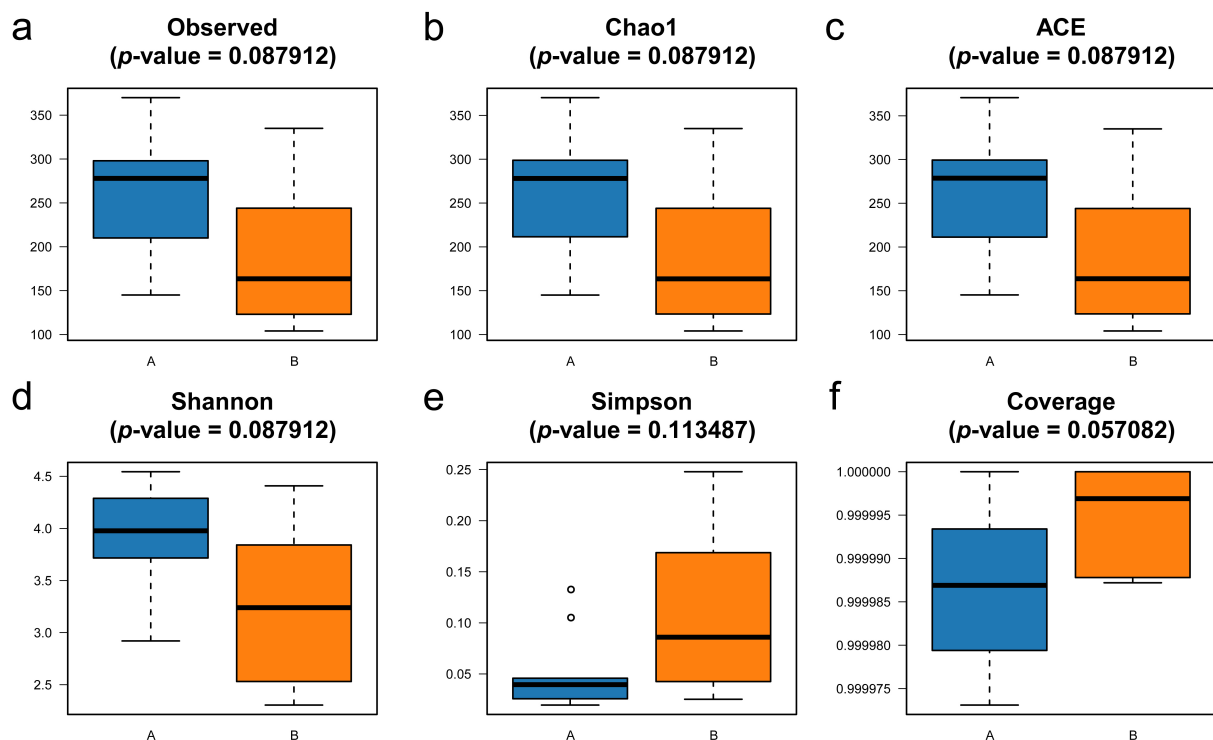 a
Observed
(p-value = 0.087912)
350
300
250
200
150
100
A
B
b
Chao1
(p-value = 0.087912)
350
300
250
200
150
100
A
B
c
ACE
(p-value = 0.087912)
350
300
250
200
150
100
A
B
d
Shannon
(p-value = 0.087912)
4.5
4.0
3.5
3.0
2.5
A
B
e
Simpson
(p-value = 0.113487)
0.25
0.20
0.15
0.10
0.05
A
B
f
Coverage
(p-value = 0.057082)
1.000000
0.999995
0.999990
0.999985
0.999980
0.999975
A
B